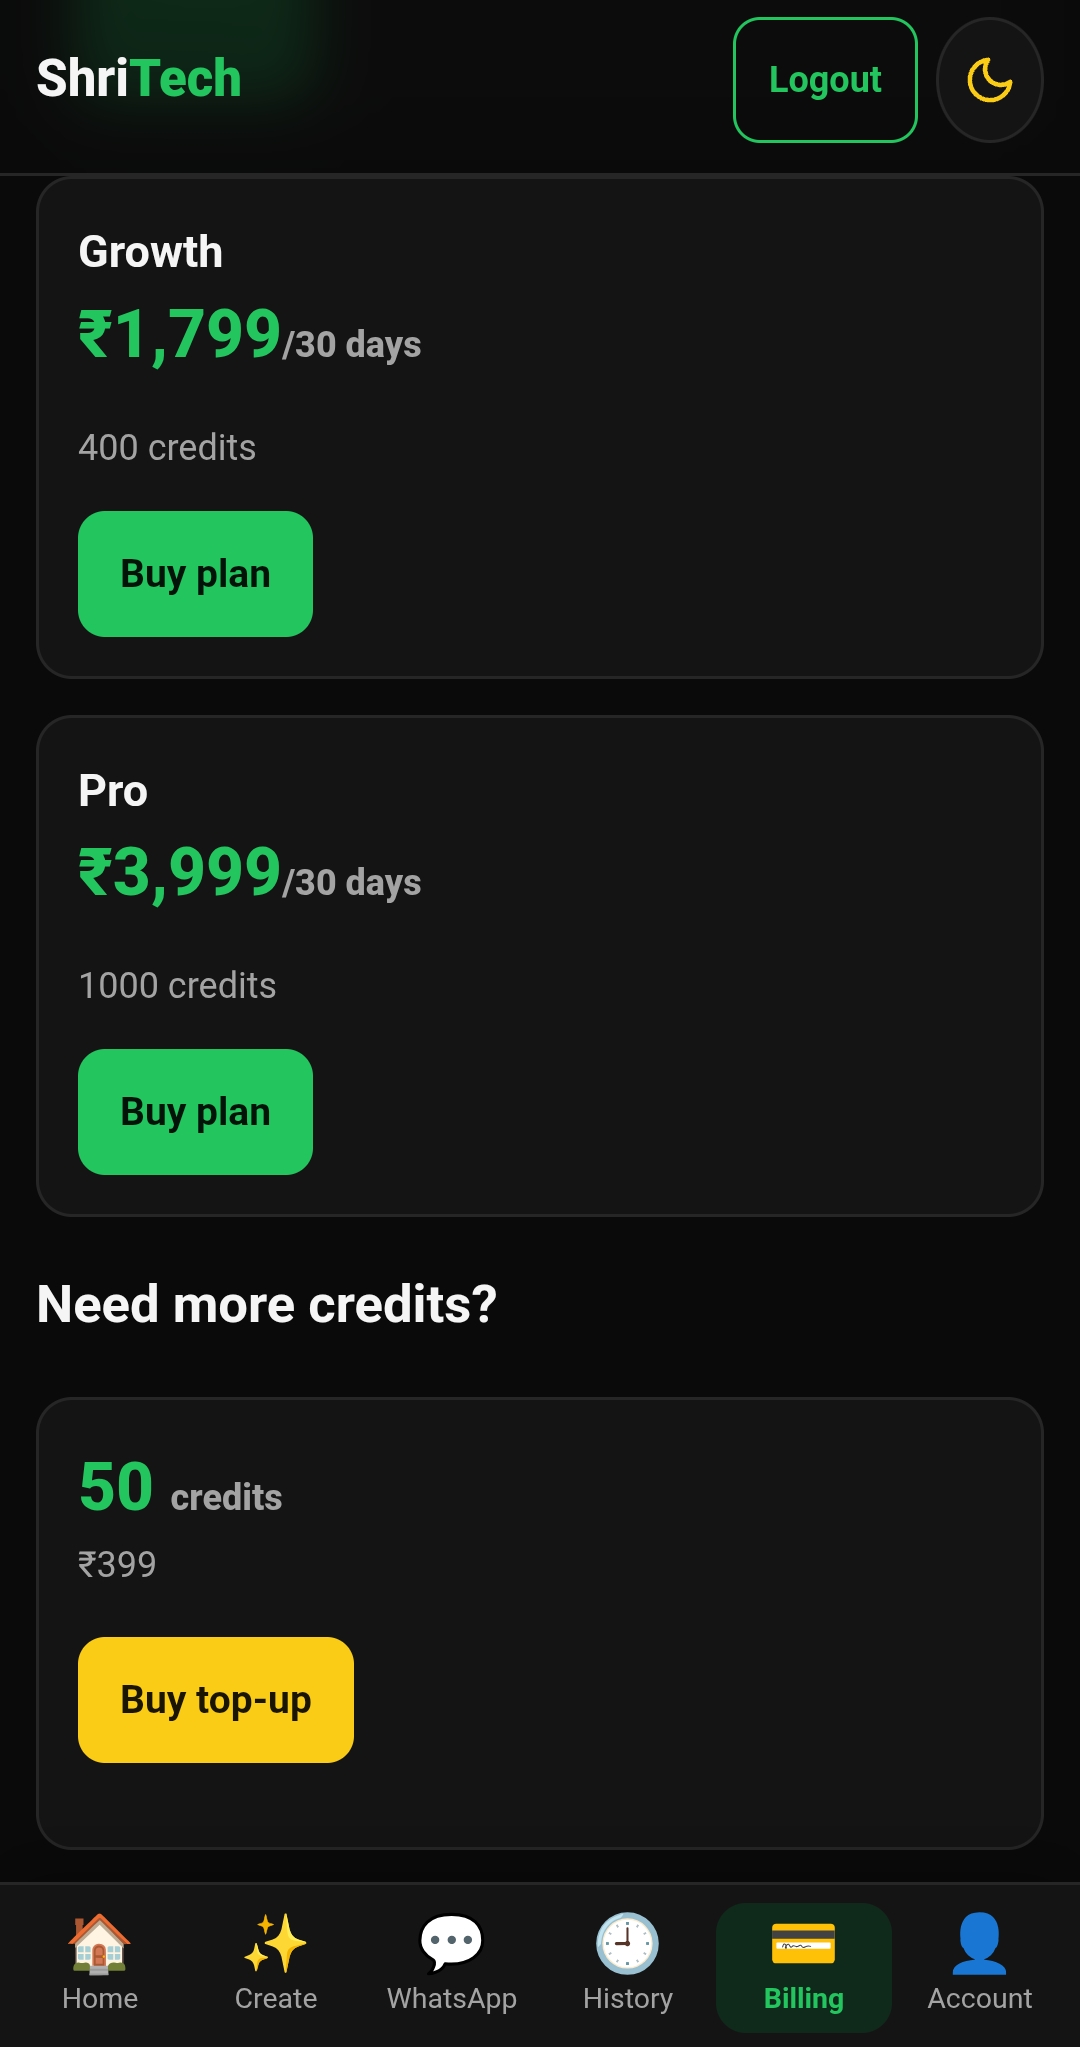 ShriTech
Logout
Growth
₹1,799/30 days
400 credits
Buy plan
Pro
₹3,999/30 days
1000 credits
Buy plan
Need more credits?
50 credits
₹399
Buy top-up
Home Create WhatsApp History Billing Account